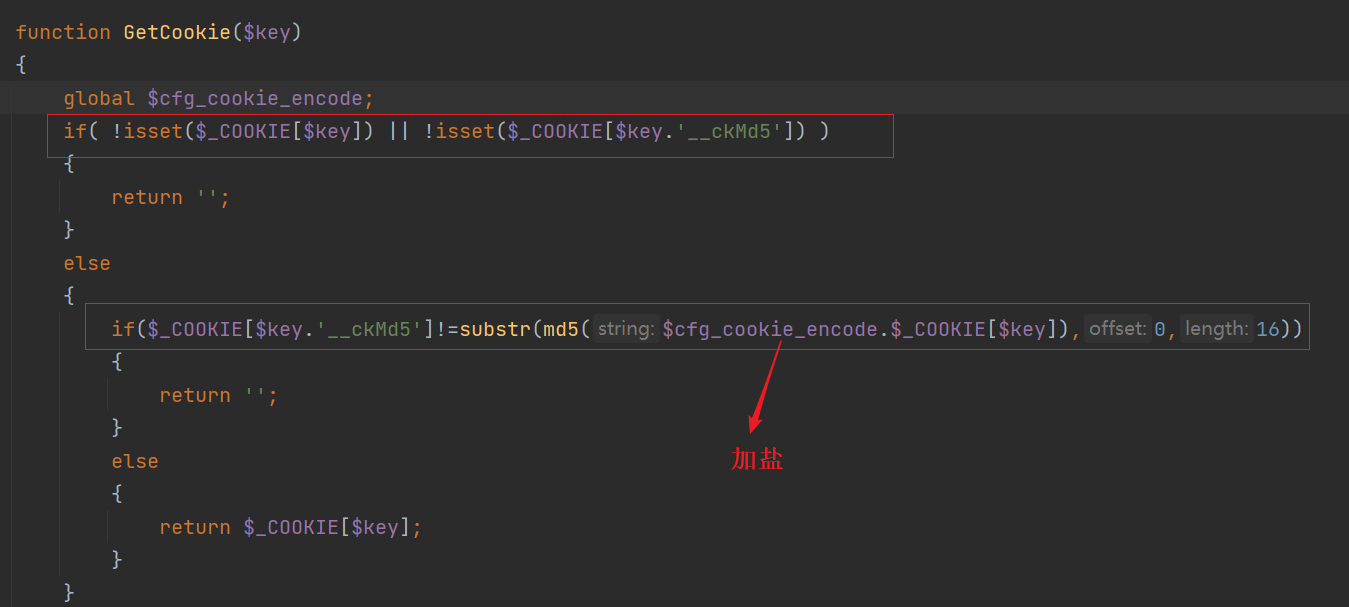 function GetCookie($key)
{
global $cfg_cookie_encode;
if( !isset($_COOKIE[$key]) || !isset($_COOKIE[$key.'__ckMd5']) )
{
return '';
}
else
{
if($_COOKIE[$key.'__ckMd5']!=substr(md5( string: $cfg_cookie_encode.$_COOKIE[$key]), offset: 0, length: 16))
{
return '';
}
else
{
return $_COOKIE[$key];
}
}
加盐